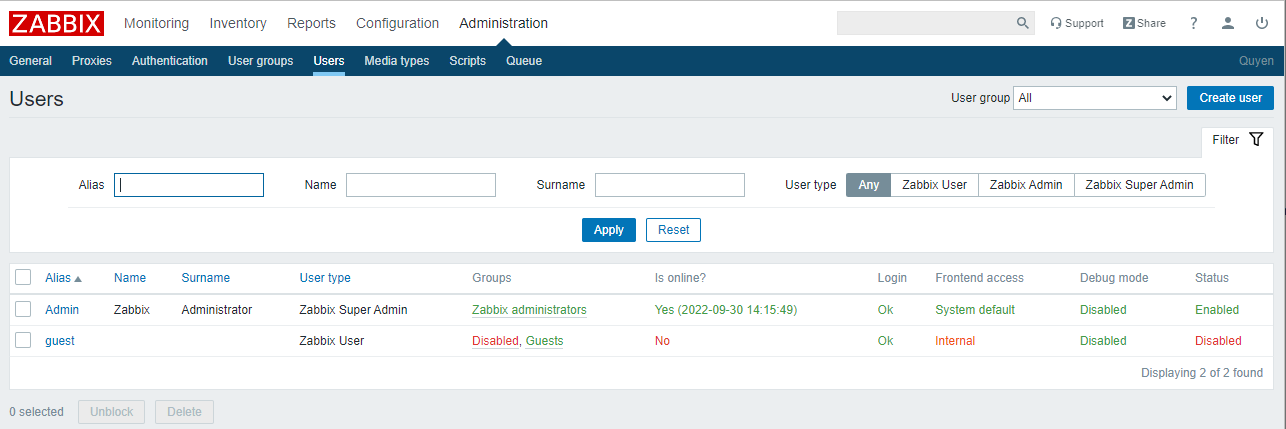 ZABBIX Monitoring Inventory Reports Configuration Administration Support Z Share ?
General Proxies Authentication User groups Users Media types Scripts Queue Quyen
Users User group All Create user
Filter
Alias Name Surname User type Any Zabbix User Zabbix Admin Zabbix Super Admin
Apply Reset
Alias Name Surname User type Groups Is online? Login Frontend access Debug mode Status
Admin Zabbix Administrator Zabbix Super Admin Zabbix administrators Yes (2022-09-30 14:15:49) Ok System default Disabled Enabled
guest Zabbix User Disabled, Guests No Ok Internal Disabled Disabled
Displaying 2 of 2 found
0 selected Unblock Delete